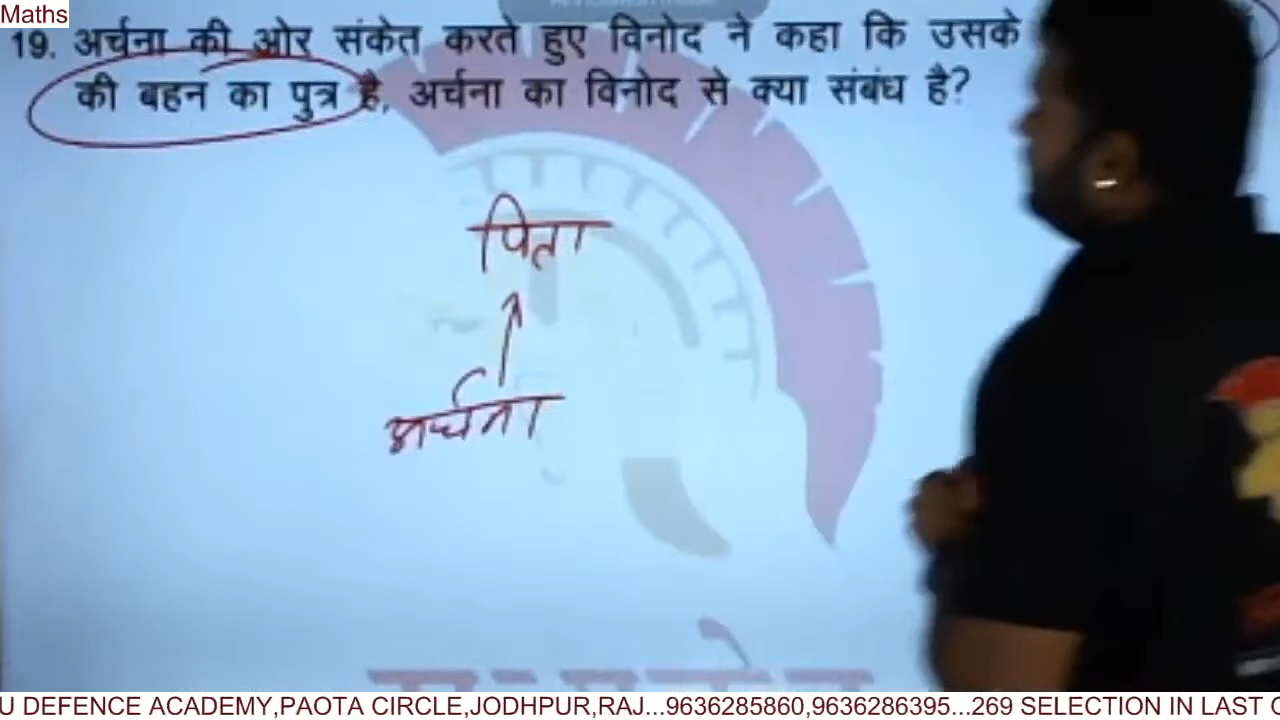 Maths
19. अर्चना की ओर संकेत करते हुए विनोद ने कहा कि उसके
की बहन का पुत्र है, अर्चना का विनोद से क्या संबंध है?
पिता
अर्चना
U DEFENCE ACADEMY,PAOTA CIRCLE,JODHPUR,RAJ...9636285860,9636286395...269 SELECTION IN LAST